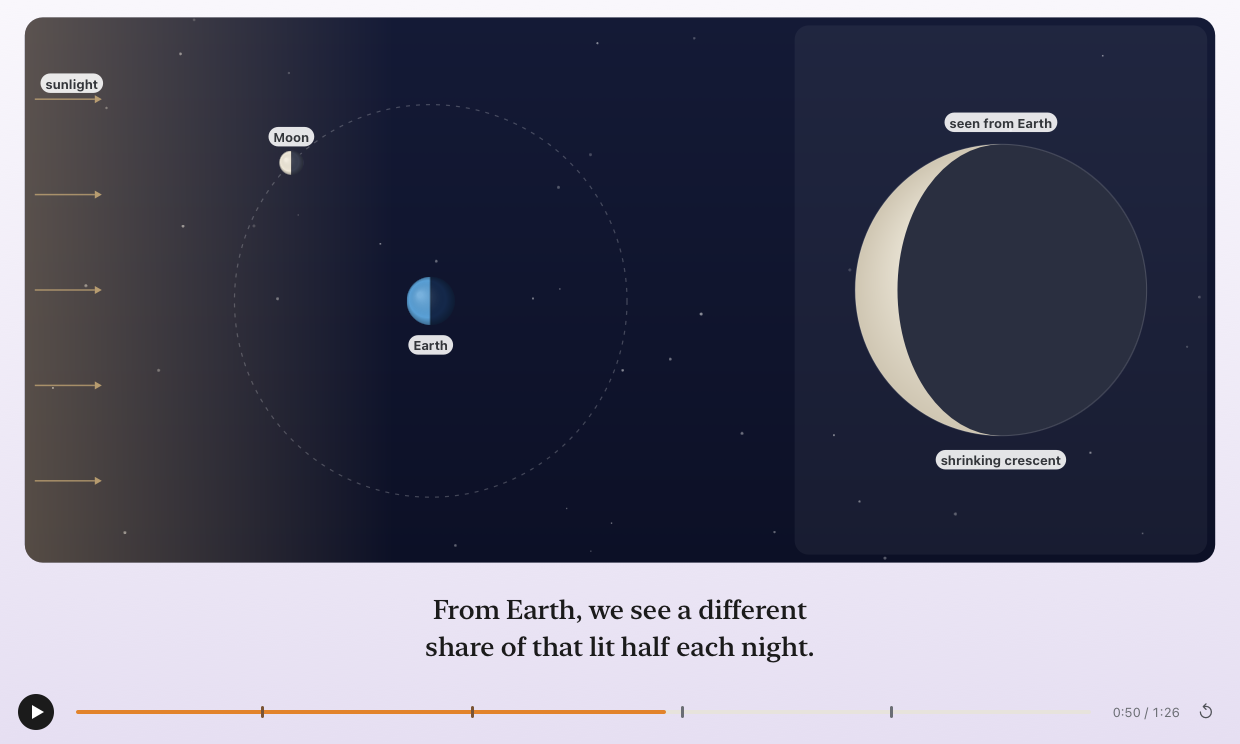 sunlight
Moon
Earth
seen from Earth
shrinking crescent
From Earth, we see a different
share of that lit half each night.
0:50 / 1:26